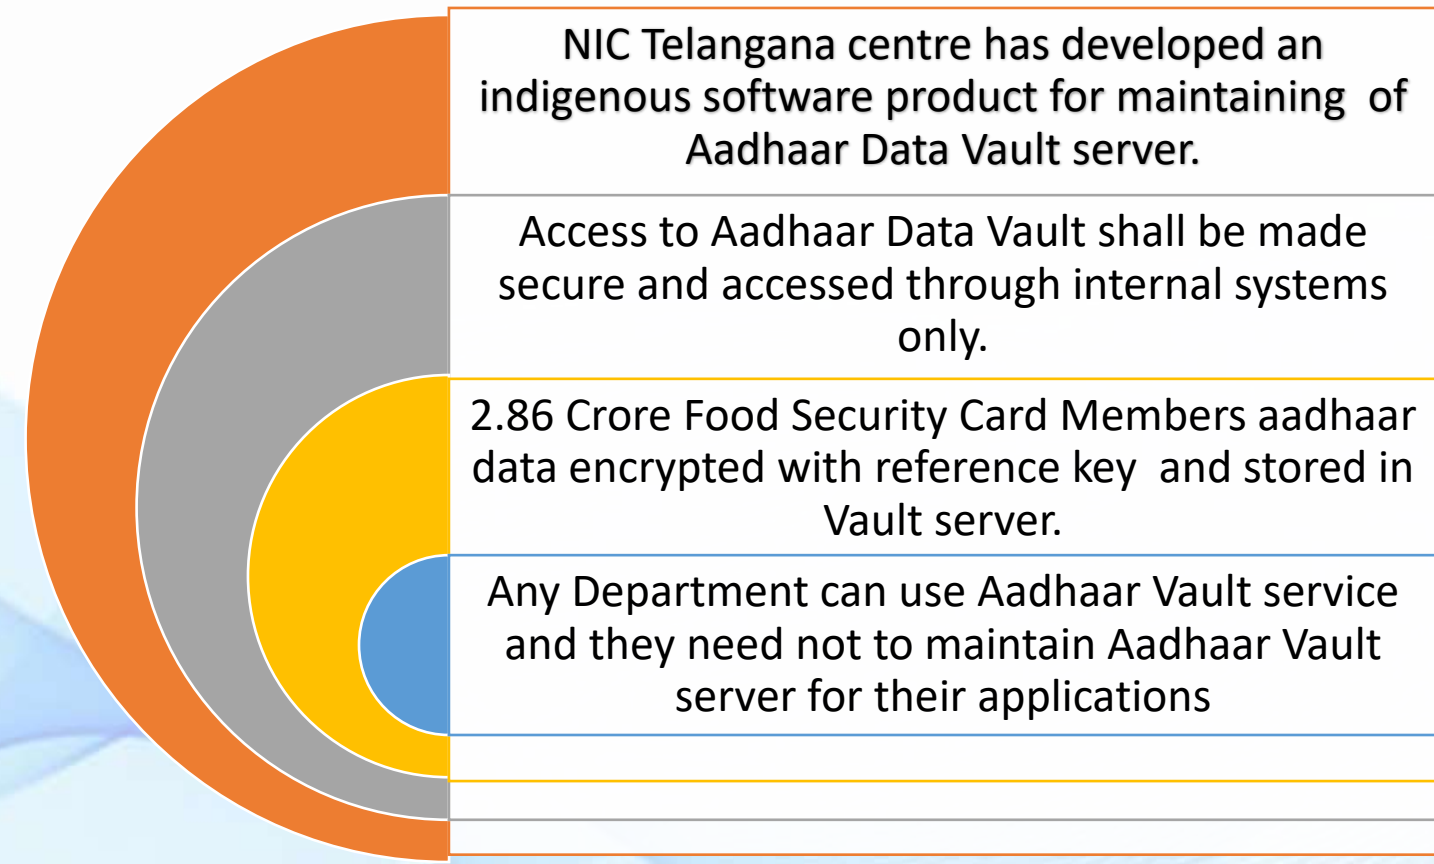 NIC Telangana centre has developed an
indigenous software product for maintaining  of
Aadhaar Data Vault server.
Access to Aadhaar Data Vault shall be made
secure and accessed through internal systems
only.
2.86 Crore Food Security Card Members aadhaar
data encrypted with reference key  and stored in
Vault server.
Any Department can use Aadhaar Vault service
and they need not to maintain Aadhaar Vault
server for their applications